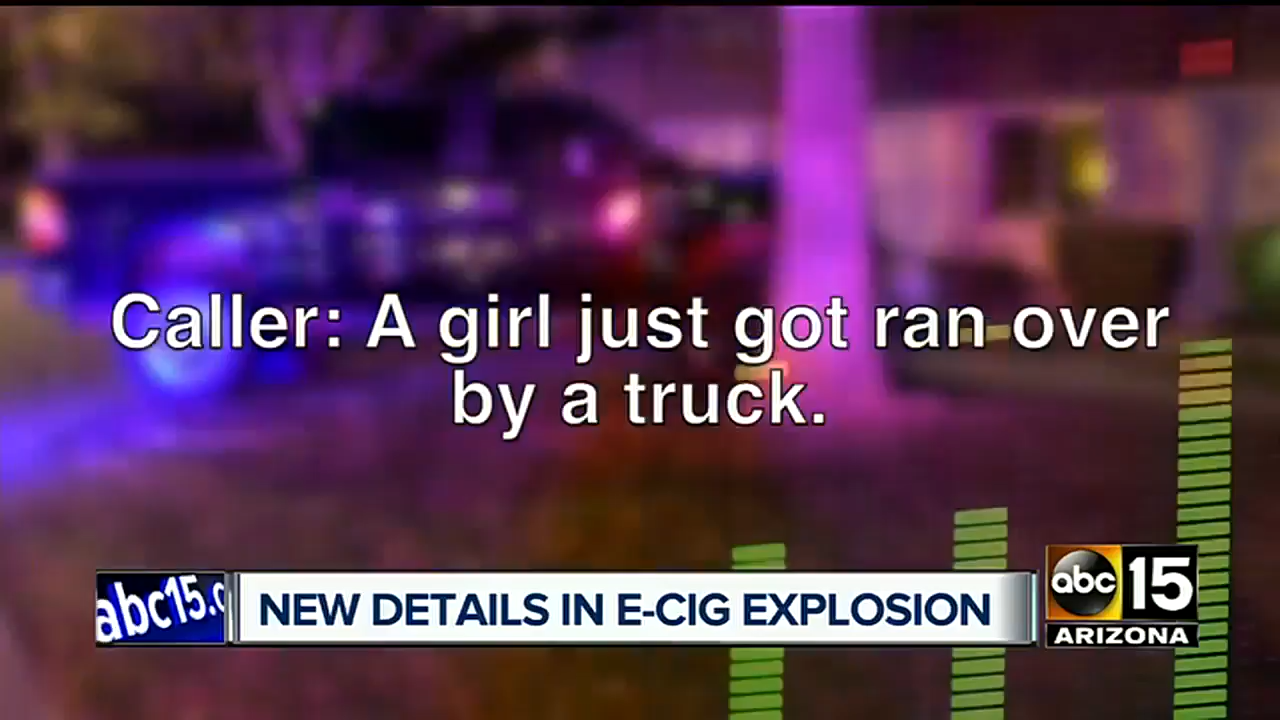 Caller: A girl just got ran over
by a truck.
abc15.c
NEW DETAILS IN E-CIG EXPLOSION
abc 15
ARIZONA